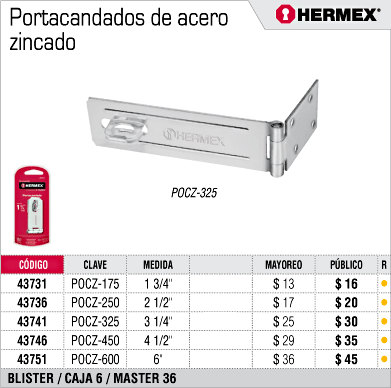 Portacandados de acero
zincado
HERMEX®
HERMEX
POCZ-325
HERMEX
CÓDIGO CLAVE MEDIDA MAYOREO PÚBLICO R
43731 POCZ-175 1 3/4" $ 13 $ 16
43736 POCZ-250 2 1/2" $ 17 $ 20
43741 POCZ-325 3 1/4" $ 25 $ 30
43746 POCZ-450 4 1/2" $ 29 $ 35
43751 POCZ-600 6" $ 36 $ 45
BLISTER / CAJA 6 / MASTER 36